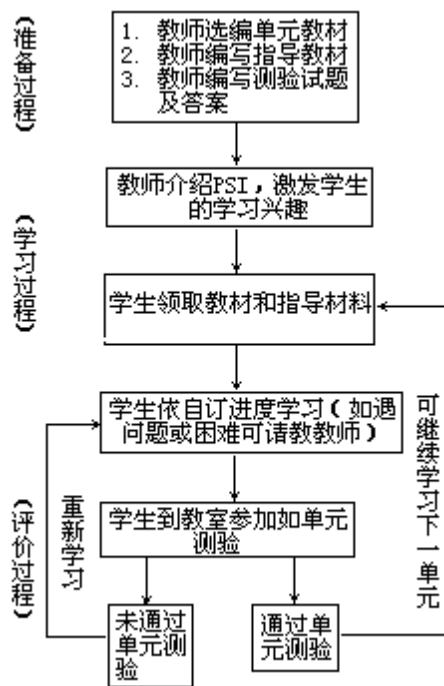 (准备过程)
1. 教师选编单元教材
2. 教师编写指导教材
3. 教师编写测验试题
及答案
教师介绍PSI，激发学生
的学习兴趣
(学习过程)
学生领取教材和指导材料
学生依自订进度学习(如遇
问题或困难可请教教师)
可继续学习下一单元
重新学习
(评价过程)
学生到教室参加如单元
测验
未通过
单元测
验
通过单
元测验